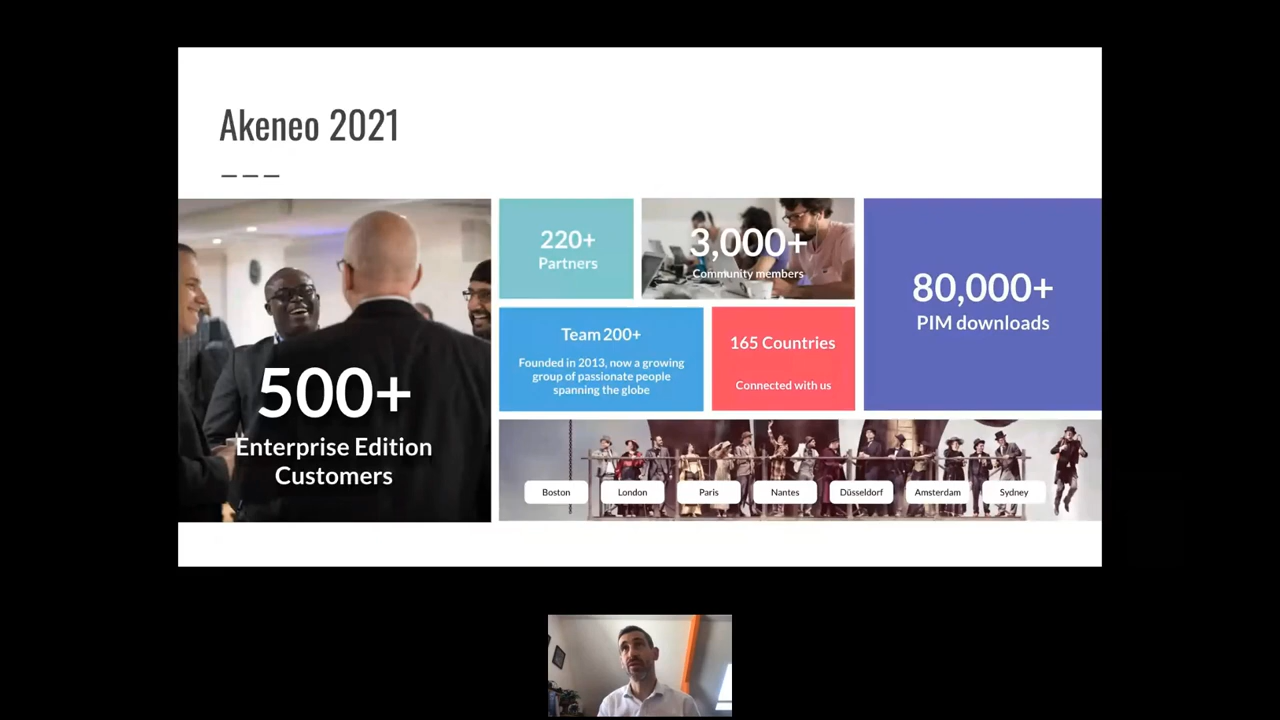 Akeneo 2021
500+
Enterprise Edition
Customers
220+
Partners
3,000+
Community members
80,000+
PIM downloads
Team 200+
Founded in 2013, now a growing
group of passionate people
spanning the globe
165 Countries
Connected with us
Boston
London
Paris
Nantes
Düsseldorf
Amsterdam
Sydney